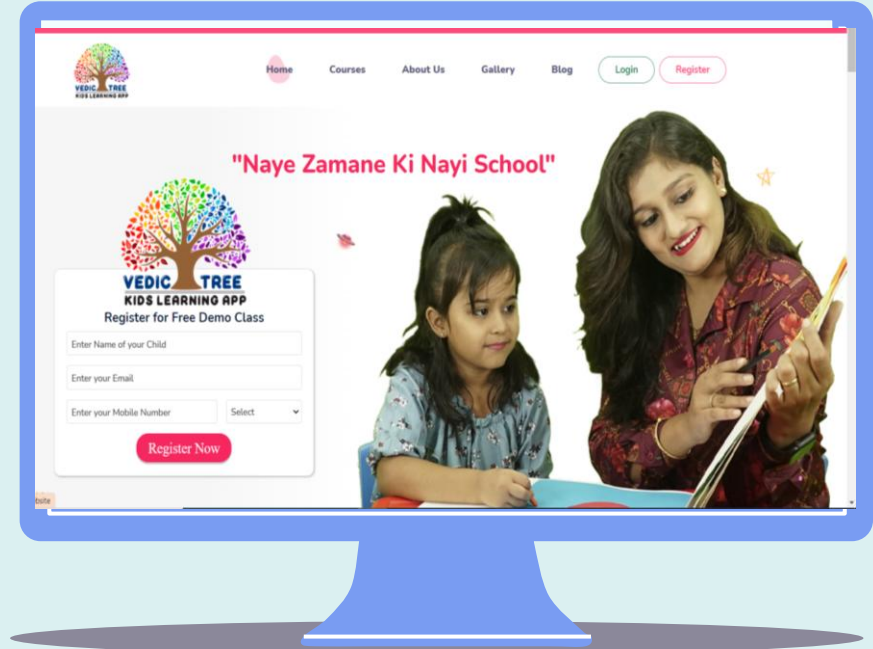 VEDIC TREE
KIDS LEARNING APP
Home Courses About Us Gallery Blog Login Register
"Naye Zamane Ki Nayi School"
VEDIC TREE
KIDS LEARNING APP
Register for Free Demo Class
Enter Name of your Child
Enter your Email
Enter your Mobile Number Select
Register Now